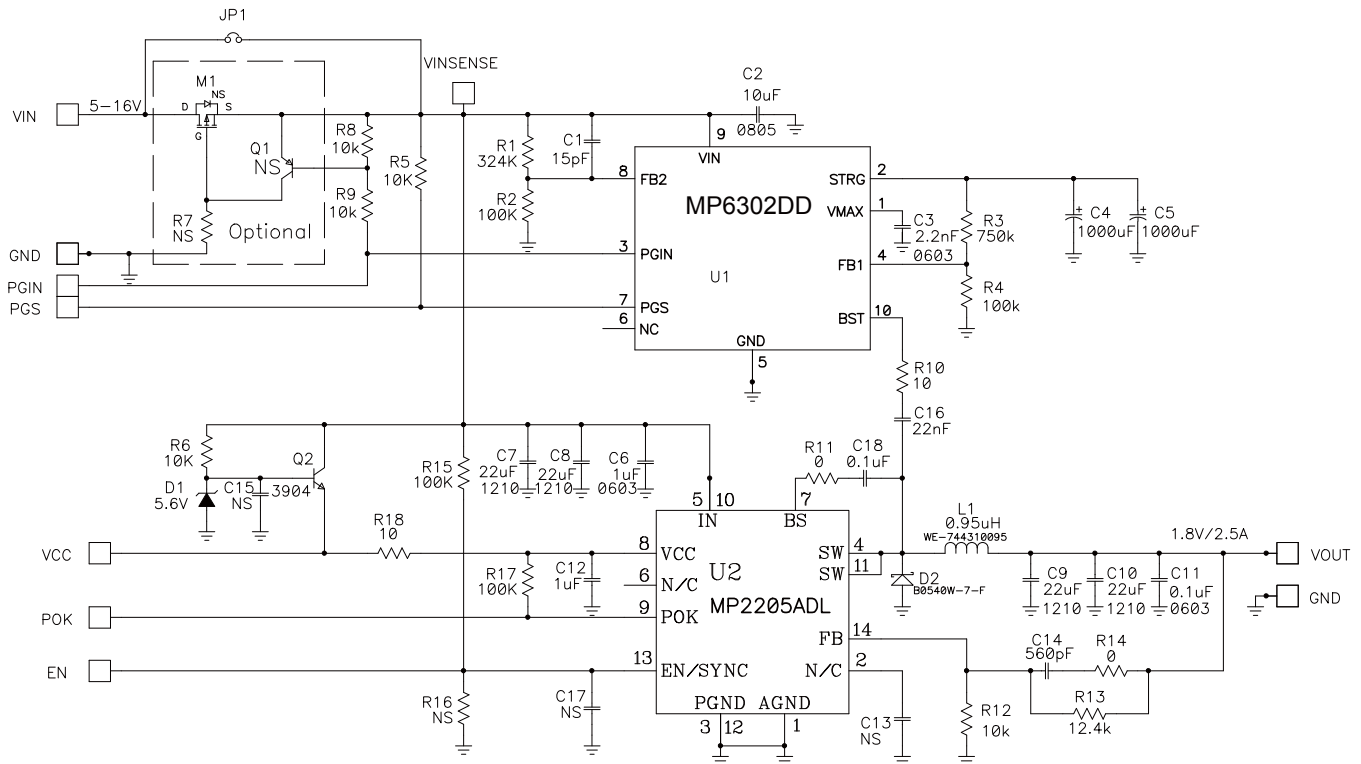 JP1
VINSENSE
M1
NS
D
S
G
VIN
5-16V
Q1
NS
R8
10k
R5
10K
R9
10k
R7
NS
Optional
GND
PGIN
PGS
R1
324K
C1
15pF
R2
100K
C2
10uF
0805
9
VIN
8
FB2
MP6302DD
STRG
2
VMAX
1
3
PGIN
U1
FB1
4
7
PGS
6
NC
BST
10
GND
5
C3
2.2nF
0603
R3
750k
R4
100k
C4
1000uF
C5
1000uF
R10
10
C16
22nF
R6
10K
D1
5.6V
C15
NS
Q2
3904
R15
100K
C7
22uF
1210
C8
22uF
1210
C6
1uF
0603
R11
0
C18
0.1uF
5
10
IN
7
BS
VCC
R18
10
R17
100K
C12
1uF
8
VCC
6
N/C
9
POK
13
EN/SYNC
U2
MP2205ADL
SW
4
SW
11
FB
14
N/C
2
PGND
AGND
3
12
1
POK
EN
R16
NS
C17
NS
C13
NS
D2
B0540W-7-F
L1
0.95uH
WE-744310095
1.8V/2.5A
VOUT
GND
C9
22uF
1210
C10
22uF
1210
C11
0.1uF
0603
C14
560pF
R14
0
R13
12.4k
R12
10k